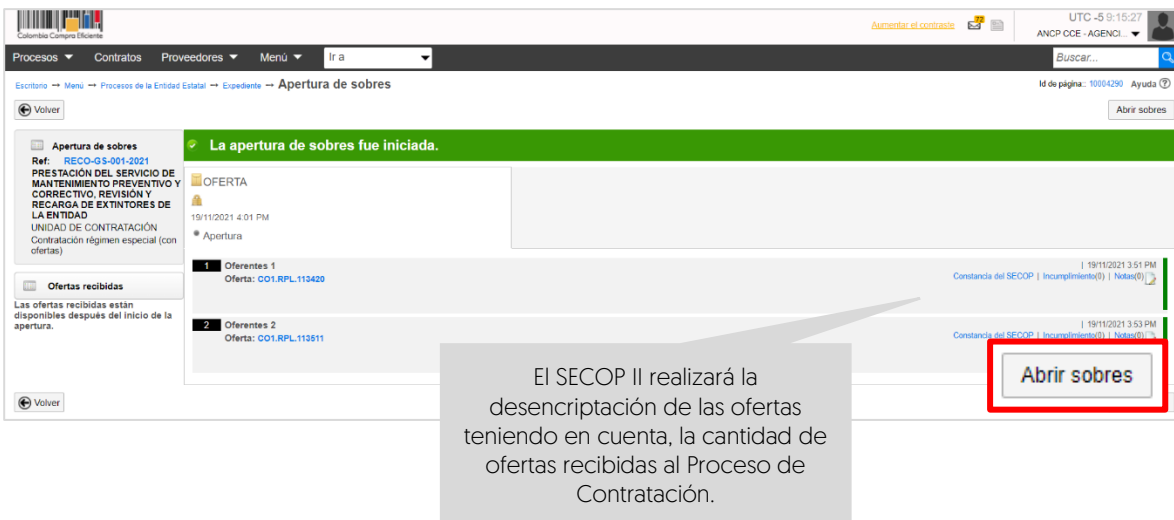 Colombia Compra Eficiente
Aumentar el contraste
72
UTC -5 9:15:27
ANCP CCE - AGENCI...
Procesos Contratos Proveedores Menú Ir a
Buscar...
Escritorio → Menú → Procesos de la Entidad Estatal → Expediente → Apertura de sobres
Id de página:: 10004290 Ayuda
Volver
Abrir sobres
Apertura de sobres
Ref: RECO-GS-001-2021
PRESTACIÓN DEL SERVICIO DE
MANTENIMIENTO PREVENTIVO Y
CORRECTIVO, REVISIÓN Y
RECARGA DE EXTINTORES DE
LA ENTIDAD
UNIDAD DE CONTRATACIÓN
Contratación régimen especial (con
ofertas)
Ofertas recibidas
Las ofertas recibidas están
disponibles después del inicio de la
apertura.
La apertura de sobres fue iniciada.
OFERTA
19/11/2021 4:01 PM
Apertura
1 Oferentes 1
Oferta: CO1.RPL.113420
| 19/11/2021 3:51 PM
Constancia del SECOP | Incumplimiento(0) | Notas(0)
2 Oferentes 2
Oferta: CO1.RPL.113511
| 19/11/2021 3:53 PM
Constancia del SECOP | Incumplimiento(0) | Notas(0)
Abrir sobres
Volver
El SECOP II realizará la
desencriptación de las ofertas
teniendo en cuenta, la cantidad de
ofertas recibidas al Proceso de
Contratación.